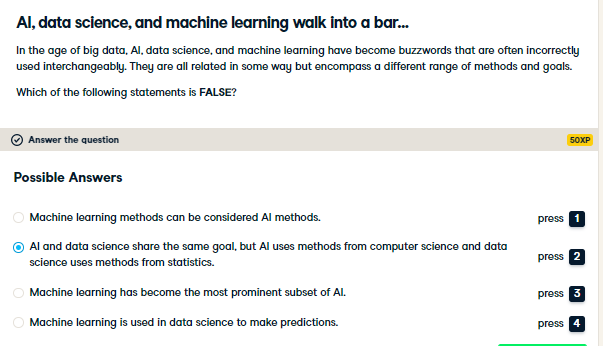 AI, data science, and machine learning walk into a bar...
In the age of big data, AI, data science, and machine learning have become buzzwords that are often incorrectly
used interchangeably. They are all related in some way but encompass a different range of methods and goals.
Which of the following statements is FALSE?
Answer the question
50XP
Possible Answers
Machine learning methods can be considered AI methods.
press 1
AI and data science share the same goal, but AI uses methods from computer science and data
science uses methods from statistics.
press 2
Machine learning has become the most prominent subset of AI.
press 3
Machine learning is used in data science to make predictions.
press 4